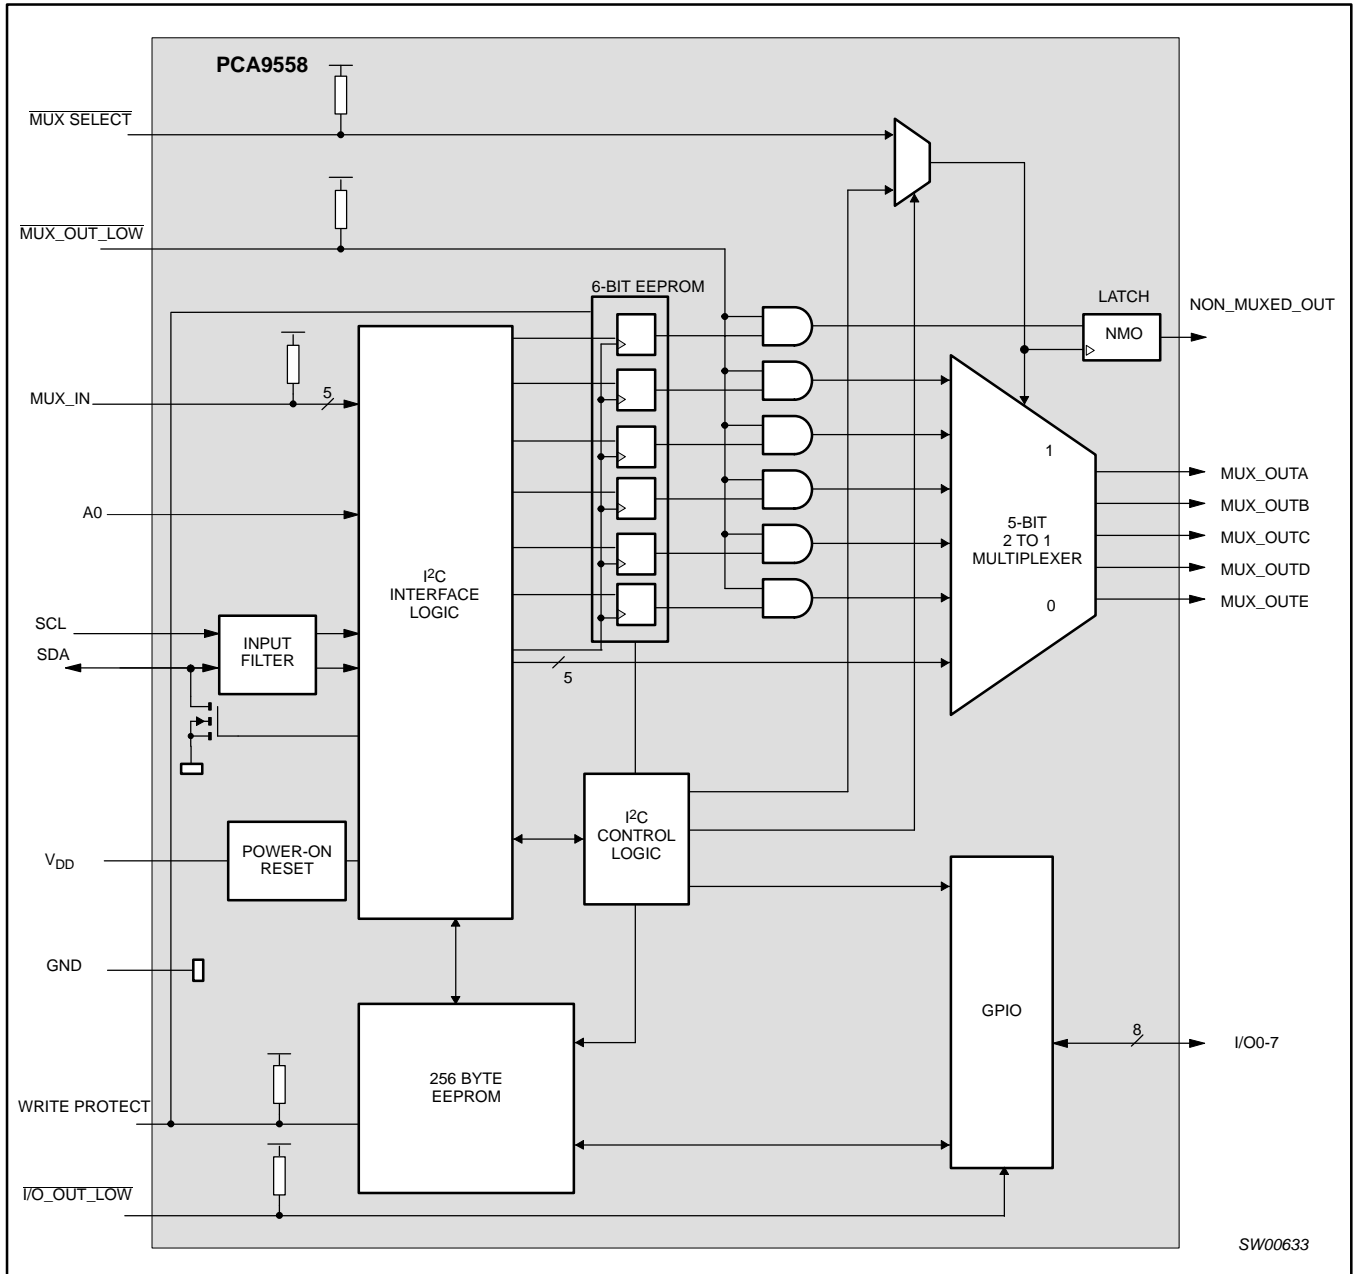 PCA9558
MUX SELECT
MUX_OUT_LOW
6-BIT EEPROM
LATCH
NON_MUXED_OUT
NMO
MUX_IN
5
1
MUX_OUTA
MUX_OUTB
MUX_OUTC
MUX_OUTD
MUX_OUTE
A0
5-BIT
2 TO 1
MULTIPLEXER
0
I2C
INTERFACE
LOGIC
SCL
SDA
INPUT
FILTER
5
I2C
CONTROL
LOGIC
VDD
POWER-ON
RESET
GND
GPIO
8
I/O0-7
256 BYTE
EEPROM
WRITE PROTECT
I/O_OUT_LOW
SW00633